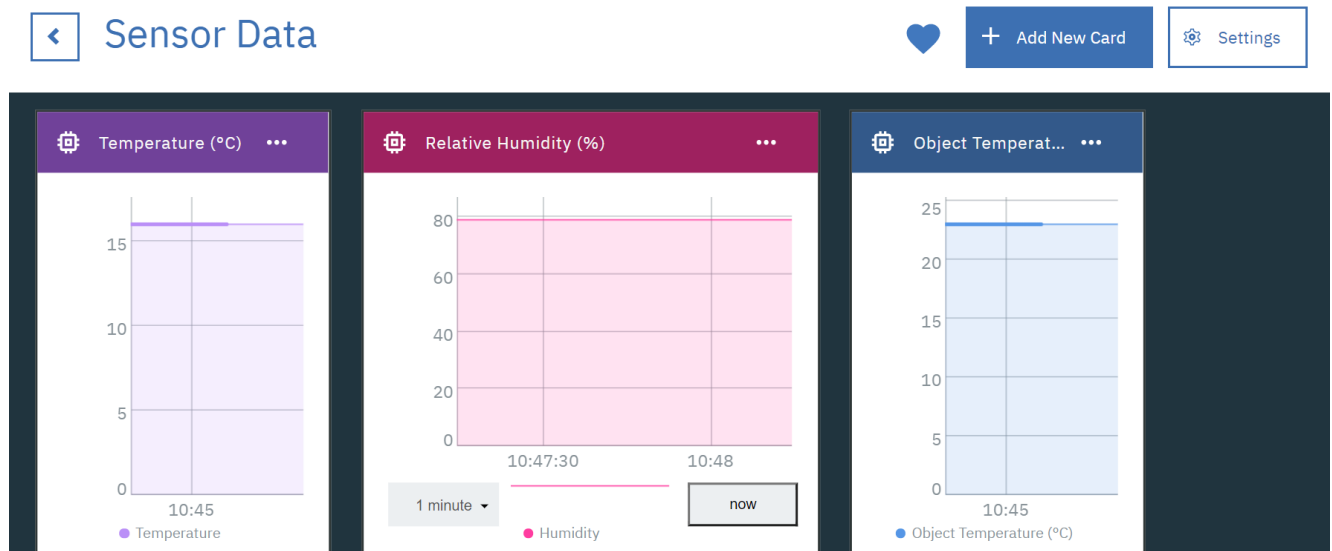 Sensor Data
Add New Card
Settings
Temperature (°C)
15
10
5
0
10:45
Temperature
Relative Humidity (%)
80
60
40
20
0
10:47:30 10:48
1 minute
now
Humidity
Object Temperat...
25
20
15
10
5
0
10:45
Object Temperature (°C)